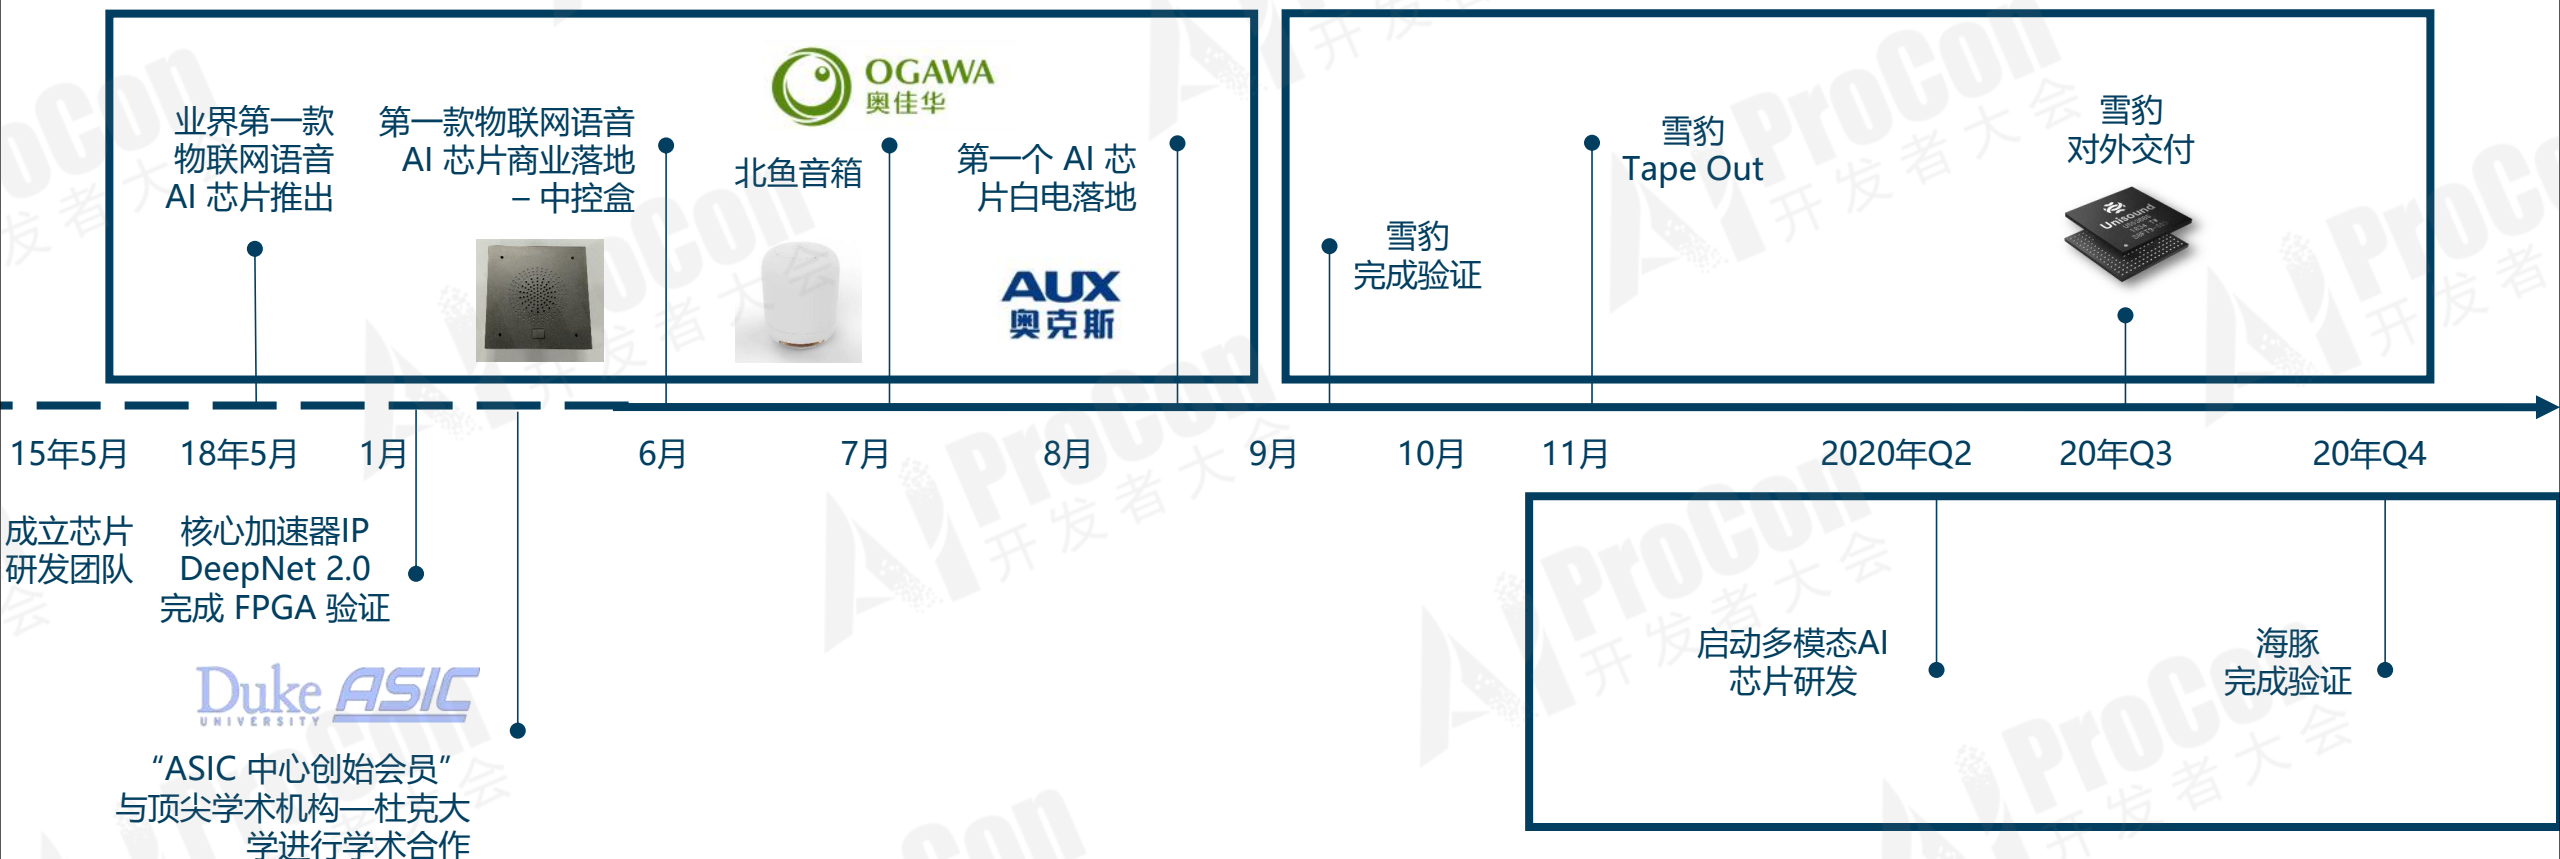 业界第一款
物联网语音
AI 芯片推出
第一款物联网语音
AI 芯片商业落地
– 中控盒
OGAWA
奥佳华
北鱼音箱
第一个 AI 芯
片白电落地
AUX
奥克斯
雪豹
完成验证
雪豹
Tape Out
雪豹
对外交付
Unisound
15年5月
18年5月
1月
6月
7月
8月
9月
10月
11月
2020年Q2
20年Q3
20年Q4
成立芯片
研发团队
核心加速器IP
DeepNet 2.0
完成 FPGA 验证
Duke ASIC
UNIVERSITY
“ASIC 中心创始会员”
与顶尖学术机构—杜克大
学进行学术合作
启动多模态AI
芯片研发
海豚
完成验证
AI ProCon
开发者大会